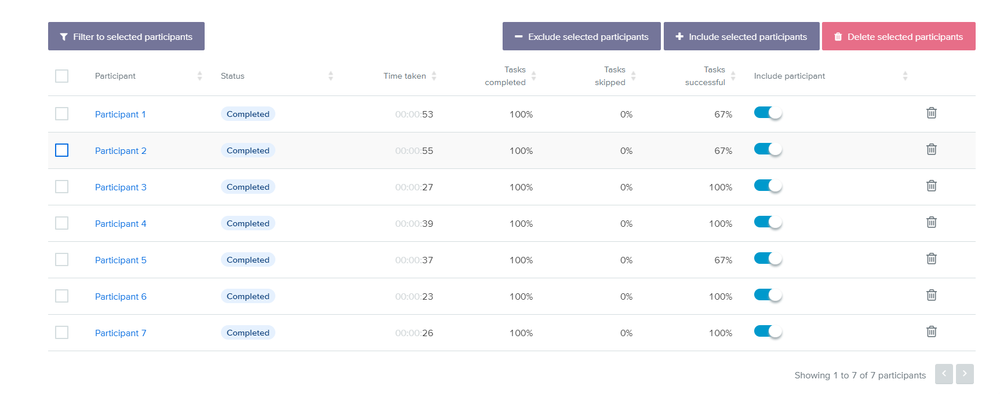 Filter to selected participants Exclude selected participants Include selected participants Delete selected participants
Participant Status Time taken Tasks completed Tasks skipped Tasks successful Include participant
Participant 1 Completed 00:00:53 100% 0% 67%
Participant 2 Completed 00:00:55 100% 0% 67%
Participant 3 Completed 00:00:27 100% 0% 100%
Participant 4 Completed 00:00:39 100% 0% 100%
Participant 5 Completed 00:00:37 100% 0% 67%
Participant 6 Completed 00:00:23 100% 0% 100%
Participant 7 Completed 00:00:26 100% 0% 100%
Showing 1 to 7 of 7 participants